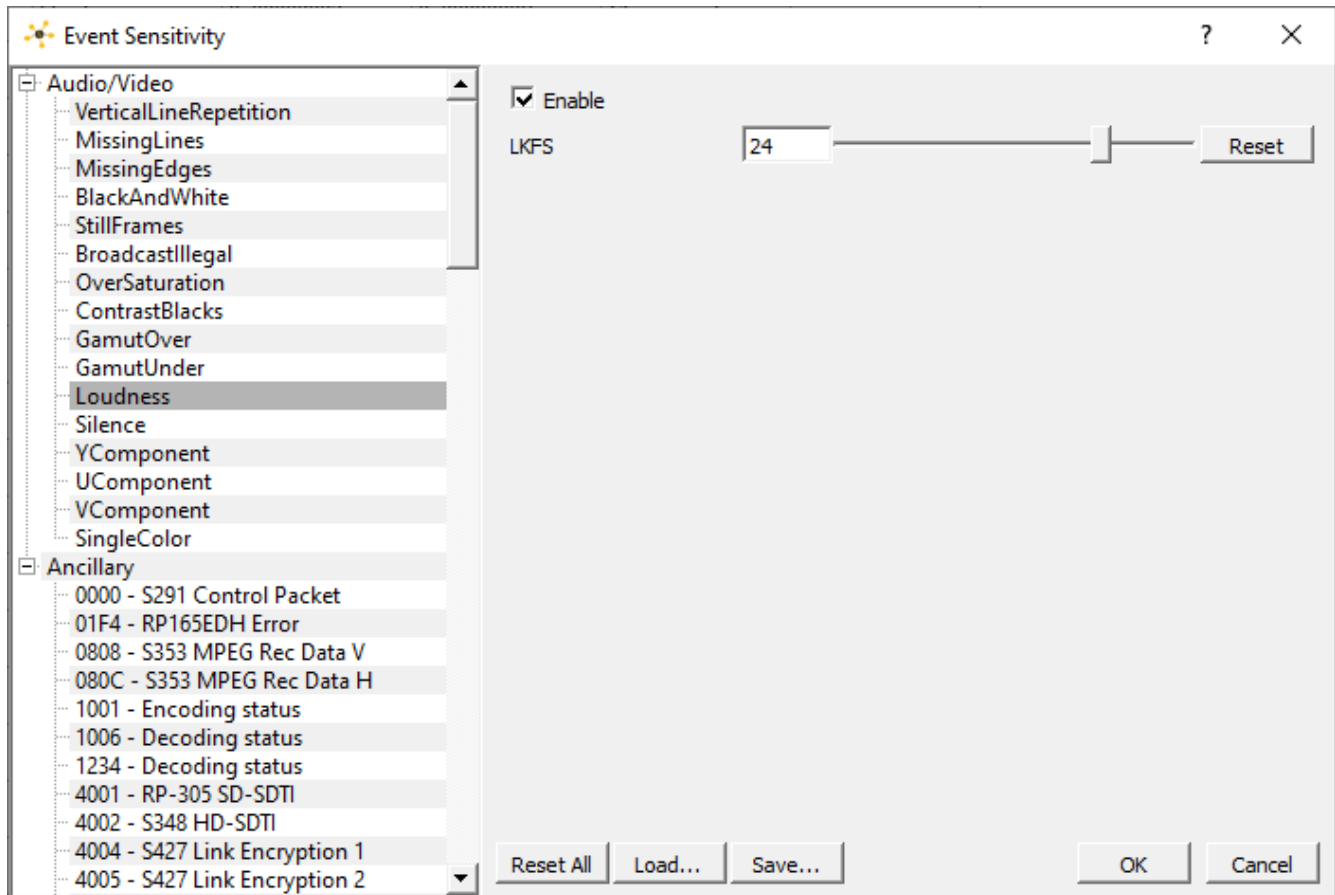 Event Sensitivity
?
Audio/Video
VerticalLineRepetition
MissingLines
MissingEdges
BlackAndWhite
StillFrames
BroadcastIllegal
OverSaturation
ContrastBlacks
GamutOver
GamutUnder
Loudness
Silence
YComponent
UComponent
VComponent
SingleColor
Ancillary
0000 - S291 Control Packet
01F4 - RP165EDH Error
0808 - S353 MPEG Rec Data V
080C - S353 MPEG Rec Data H
1001 - Encoding status
1006 - Decoding status
1234 - Decoding status
4001 - RP-305 SD-SDTI
4002 - S348 HD-SDTI
4004 - S427 Link Encryption 1
4005 - S427 Link Encryption 2
Enable
LKFS 24 Reset
Reset All Load... Save... OK Cancel